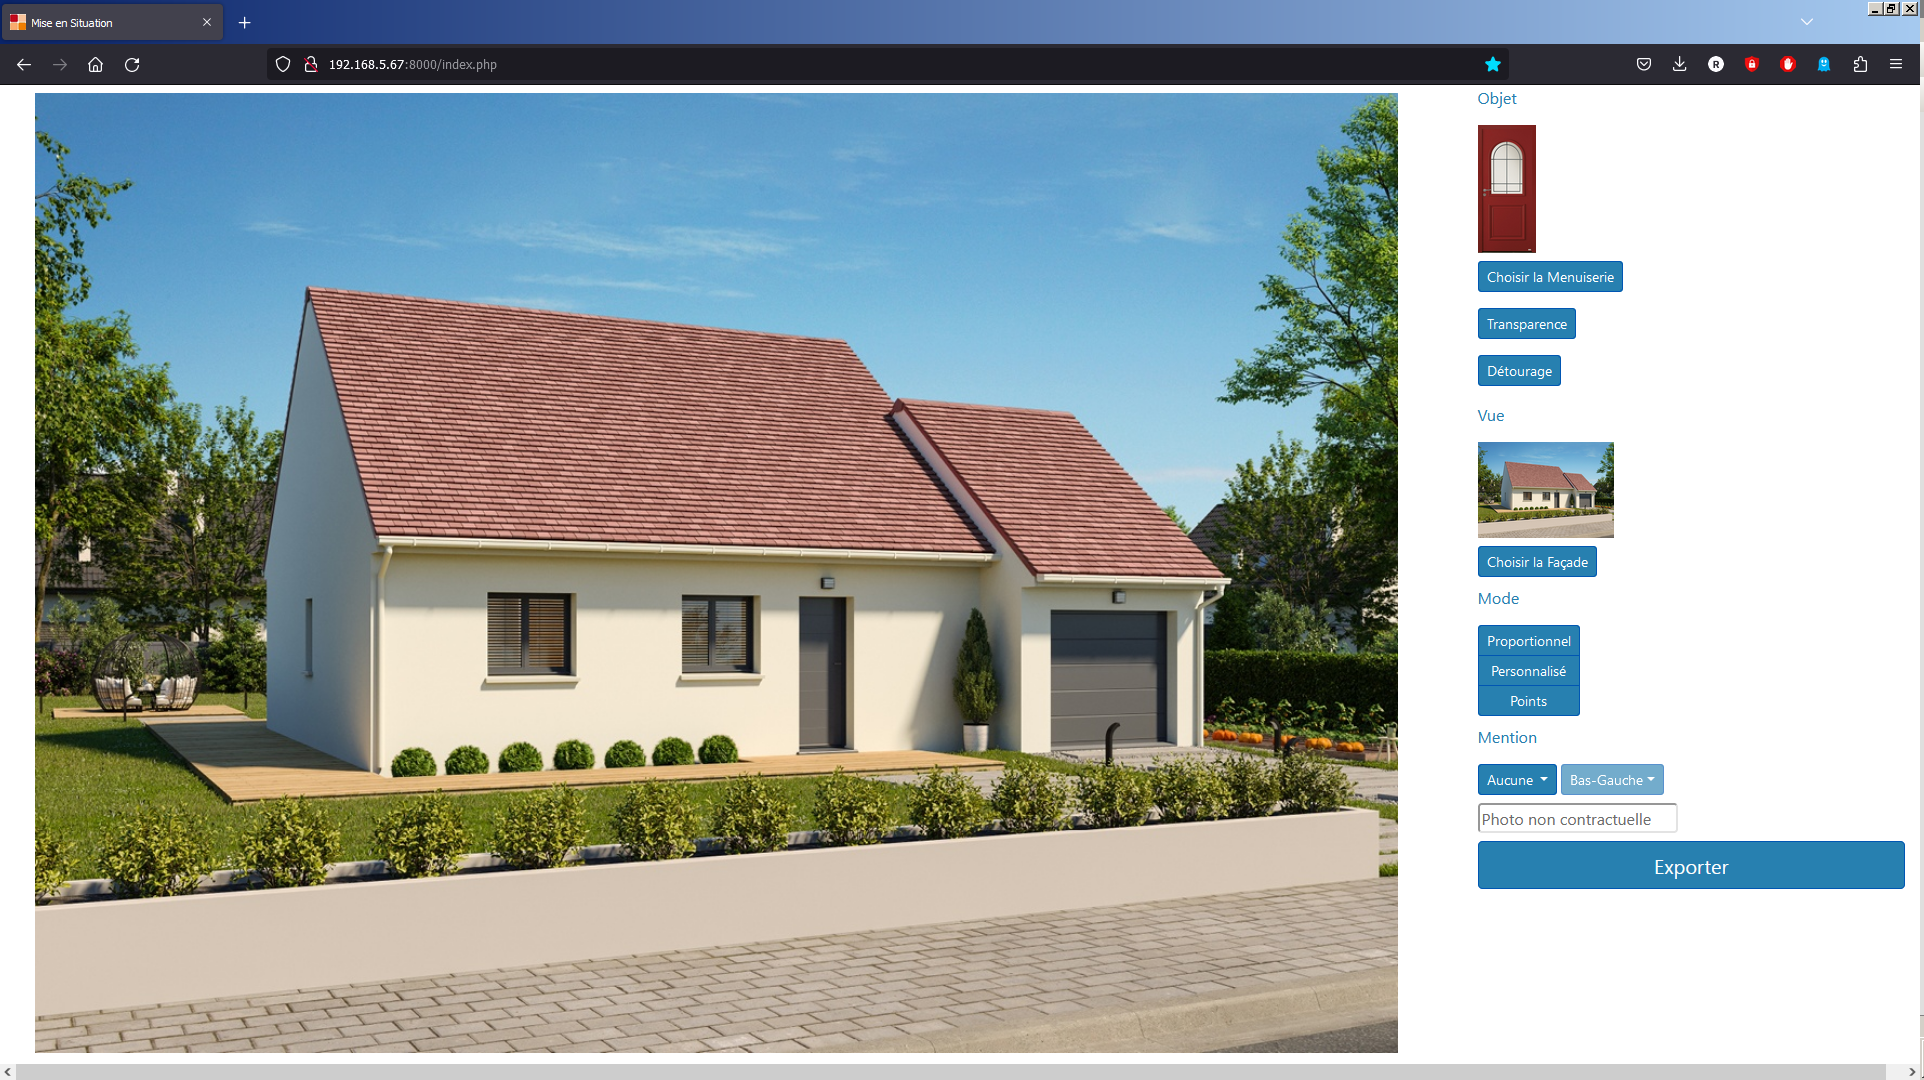 Mise en Situation
192.168.5.67:8000/index.php
Objet
Choisir la Menuiserie
Transparence
Détourage
Vue
Choisir la Façade
Mode
Proportionnel
Personnalisé
Points
Mention
Aucune
Bas-Gauche
Photo non contractuelle
Exporter